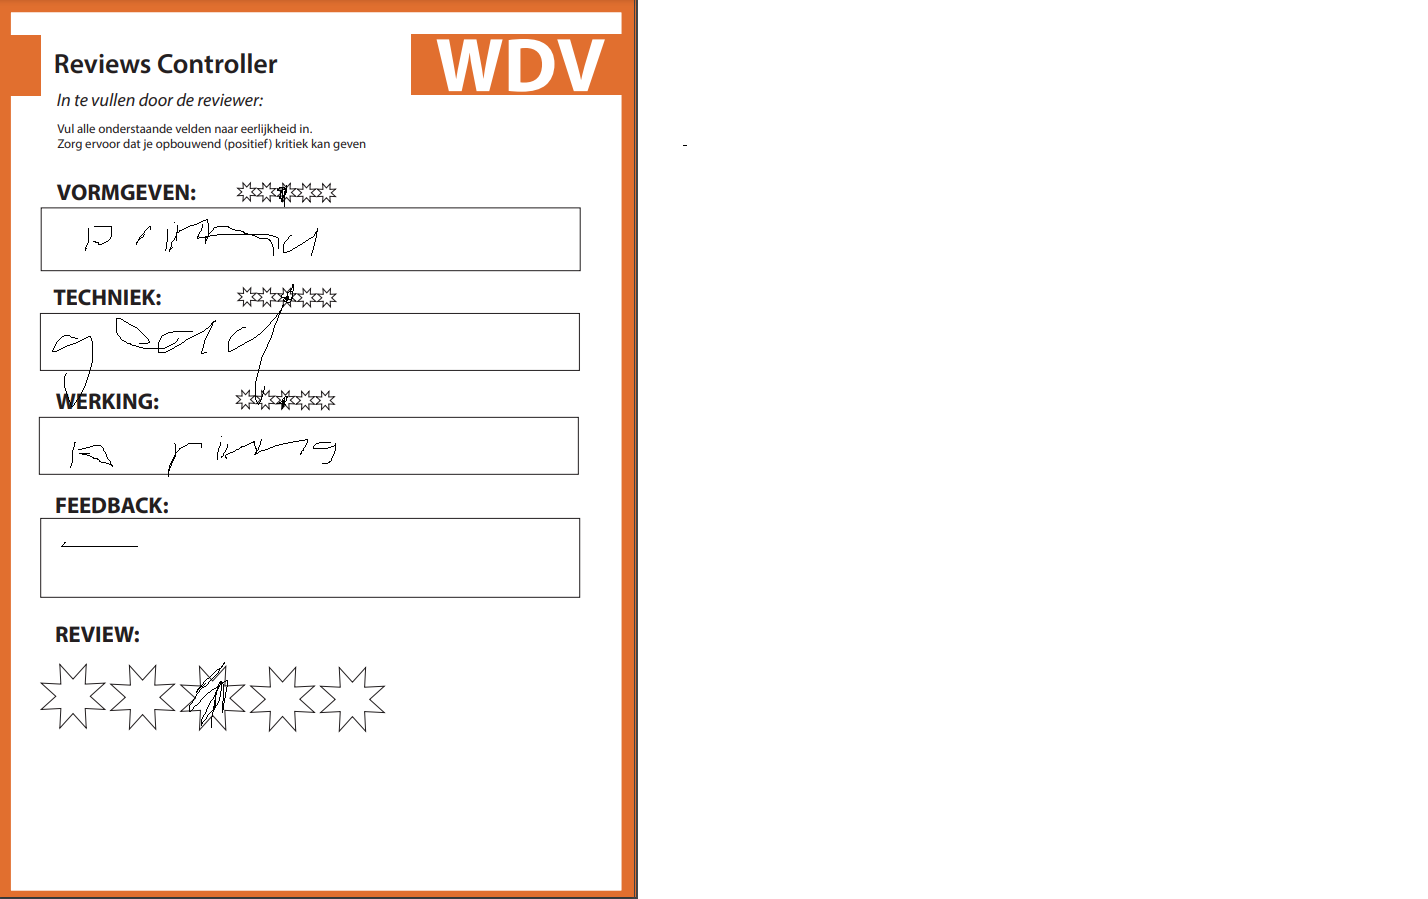 WDV
Reviews Controller
In te vullen door de reviewer:
Vul alle onderstaande velden naar eerlijkheid in.
Zorg ervoor dat je opbouwend (positief) kritiek kan geven
VORMGEVEN:
TECHNIEK:
goed
WERKING:
FEEDBACK:
REVIEW: